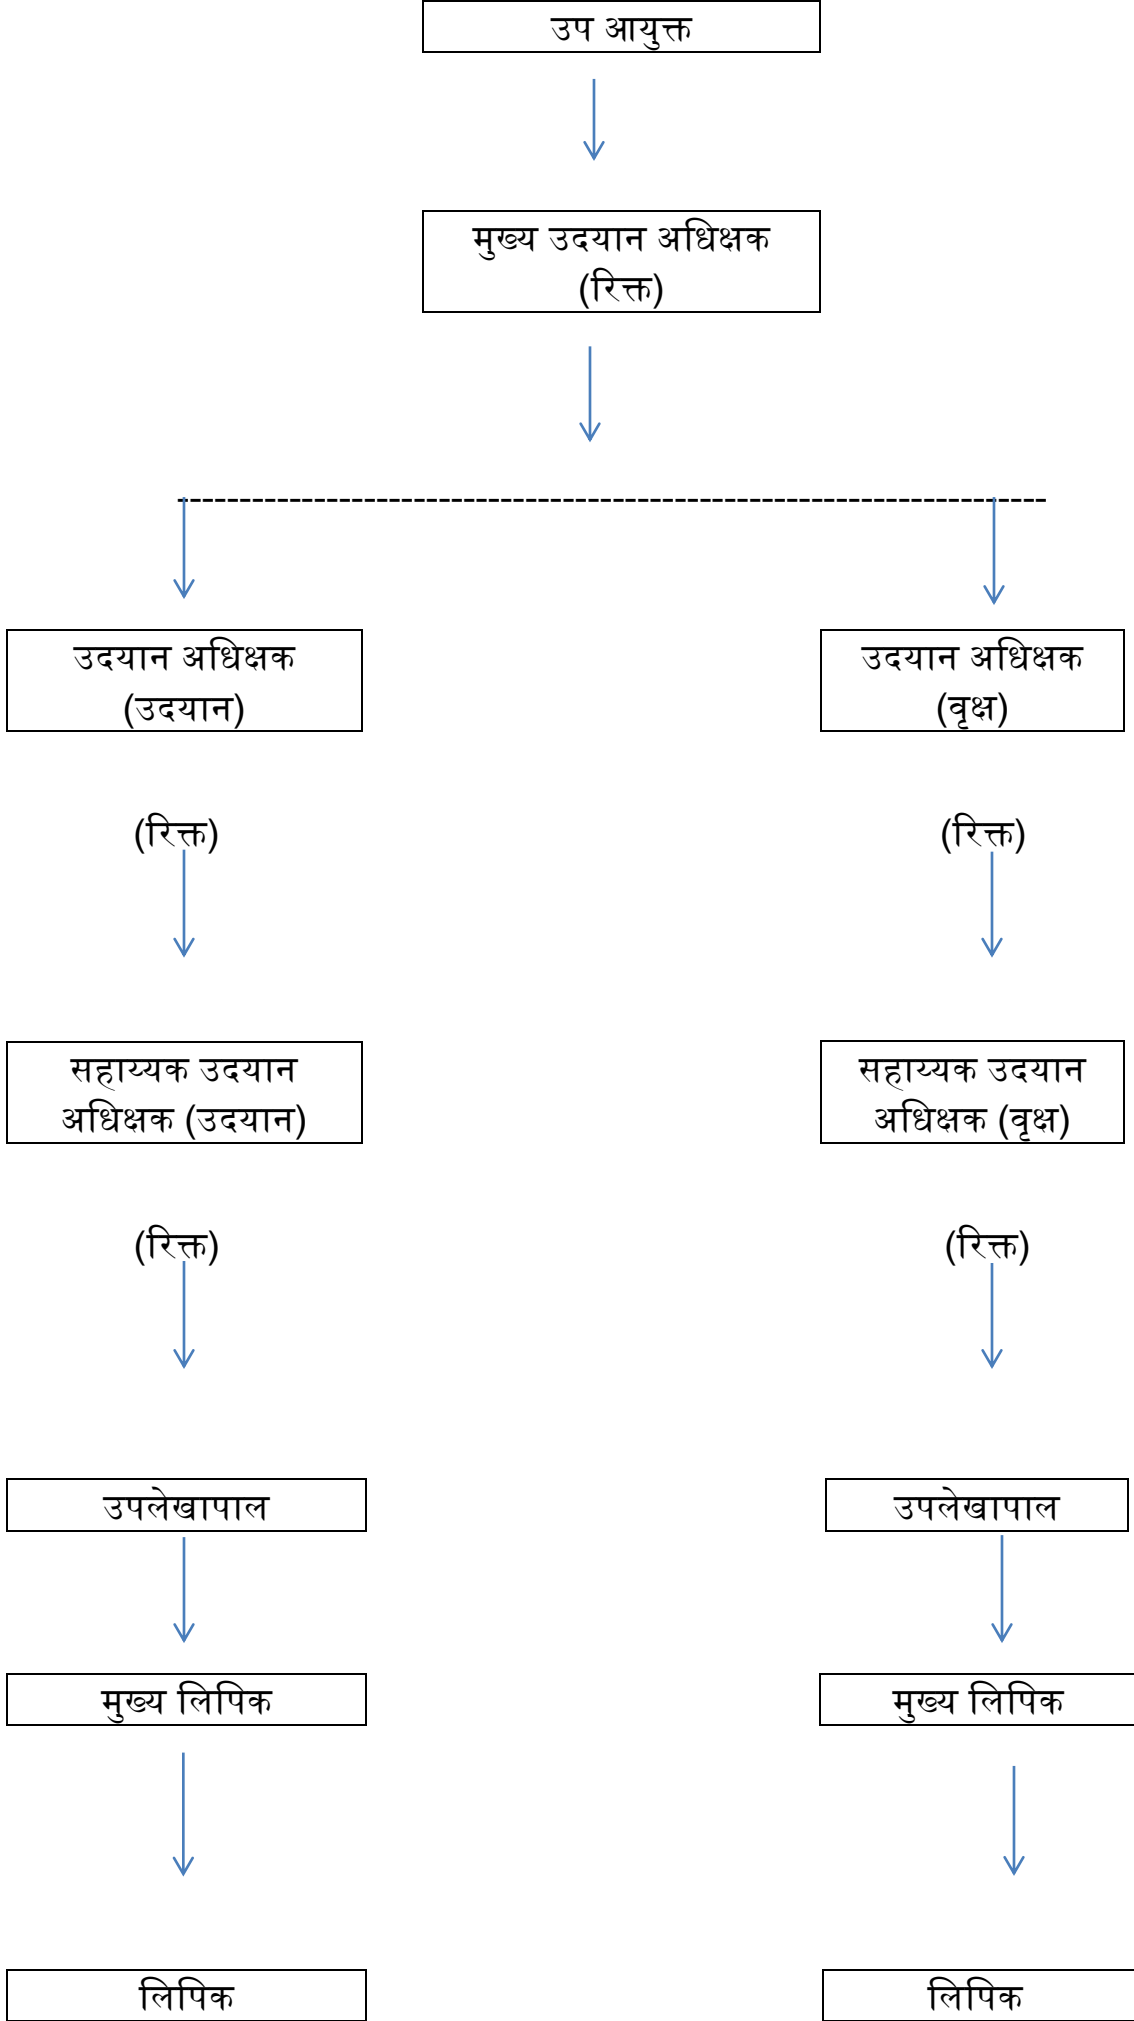 उप आयुक्त
मुख्य उदयान अधिक्षक
(रिक्त)
उदयान अधिक्षक
(उदयान)
उदयान अधिक्षक
(वृक्ष)
(रिक्त)
(रिक्त)
सहाय्यक उदयान
अधिक्षक (उदयान)
सहाय्यक उदयान
अधिक्षक (वृक्ष)
(रिक्त)
(रिक्त)
उपलेखापाल
उपलेखापाल
मुख्य लिपिक
मुख्य लिपिक
लिपिक
लिपिक